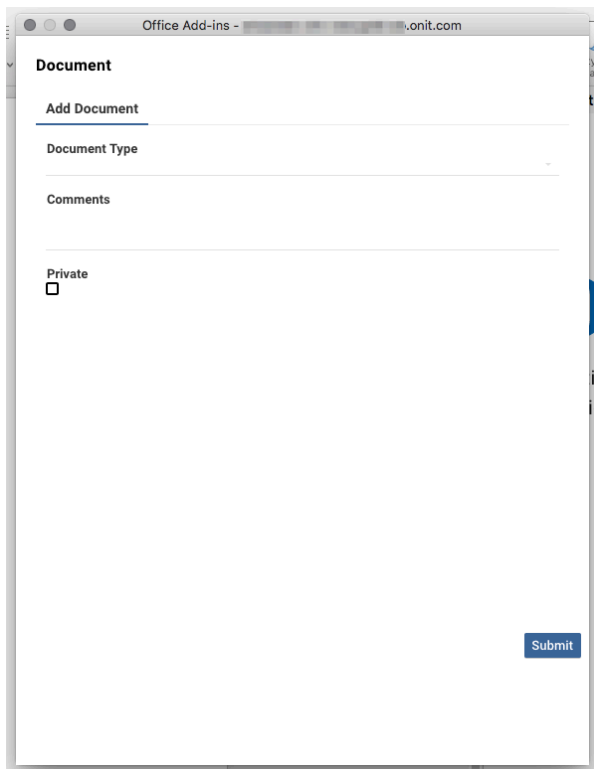 Office Add-ins - .onit.com
Document
Add Document
Document Type
Comments
Private
Submit